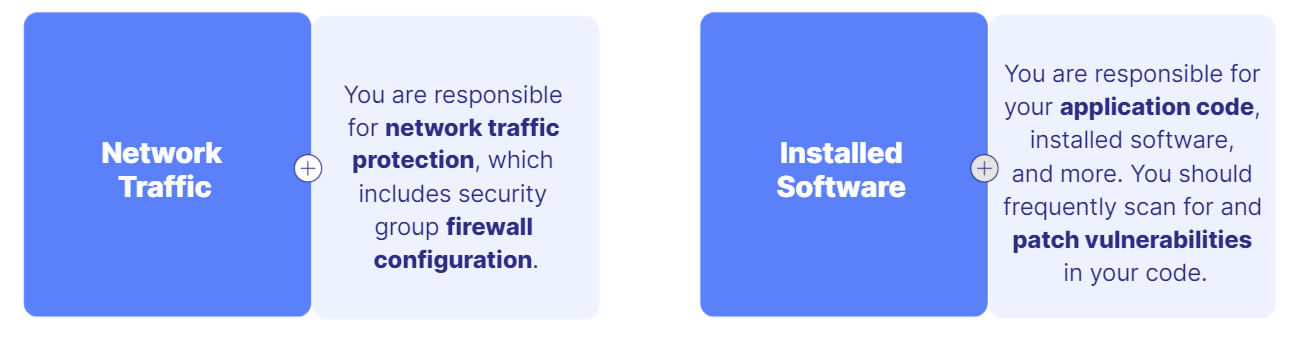 Network
Traffic
You are responsible
for network traffic
protection, which
includes security
group firewall
configuration.
Installed
Software
You are responsible for
your application code,
installed software,
and more. You should
frequently scan for and
patch vulnerabilities
in your code.